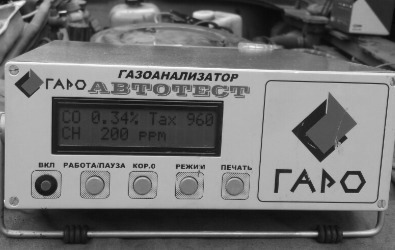 ГАЗОАНАЛИЗАТОР
ГАРО АВТОТЕСТ
CO 0.34% Tax 960
CH 200 ppm
ВКЛ РАБОТА/ПАУЗА КОР.0 РЕЖИМ ПЕЧАТЬ
ГАРО